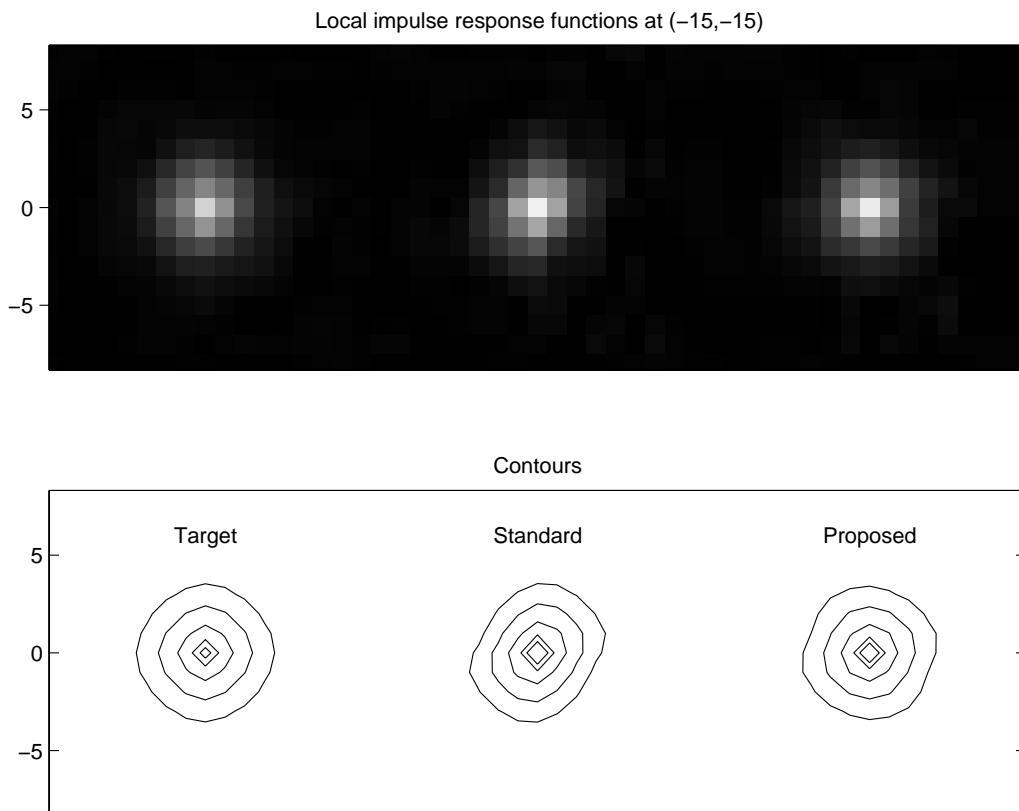 Local impulse response functions at (−15,−15)
5
0
−5
Contours
Target Standard Proposed
5
0
−5